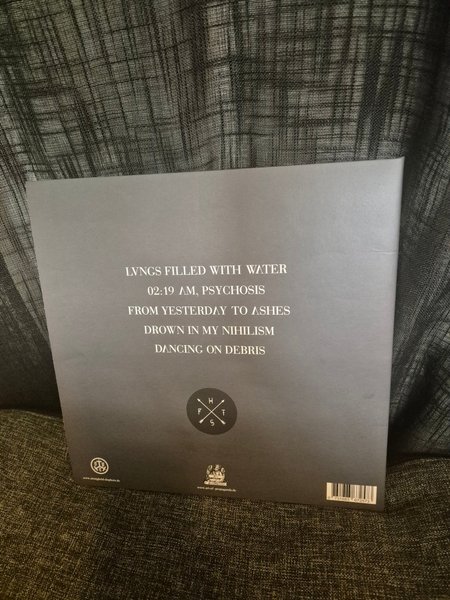 LVNGS FILLED WITH WATER
02:19 AM, PSYCHOSIS
FROM YESTERDAY TO ASHES
DROWN IN MY NIHILISM
DANCING ON DEBRIS
H
F F
S